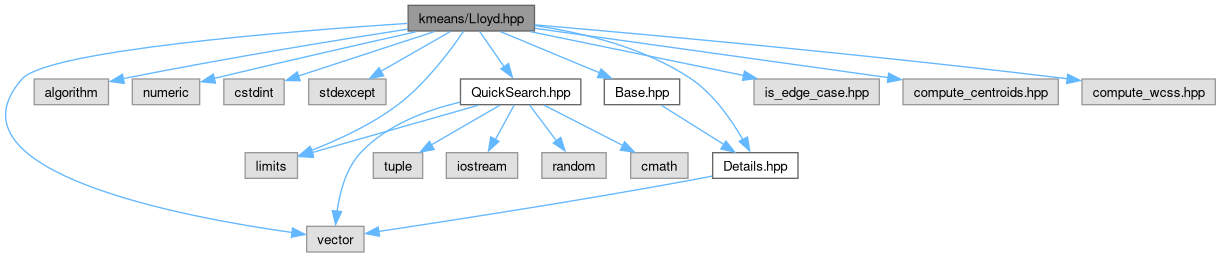 kmeans/Lloyd.hpp
algorithm
numeric
cstdint
stdexcept
QuickSearch.hpp
Base.hpp
is_edge_case.hpp
compute_centroids.hpp
compute_wcss.hpp
limits
tuple
iostream
random
cmath
Details.hpp
vector